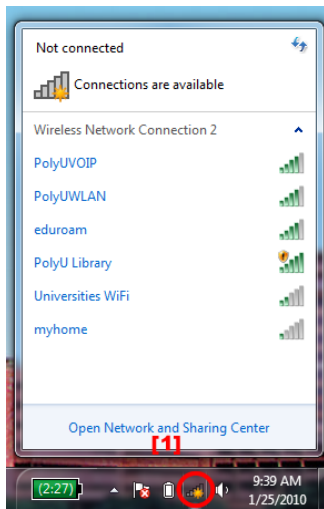 Not connected
Connections are available
Wireless Network Connection 2
PolyUVOIP
PolyUWLAN
eduroam
PolyU Library
Universities WiFi
myhome
Open Network and Sharing Center
[1]
(2:27)
9:39 AM
1/25/2010